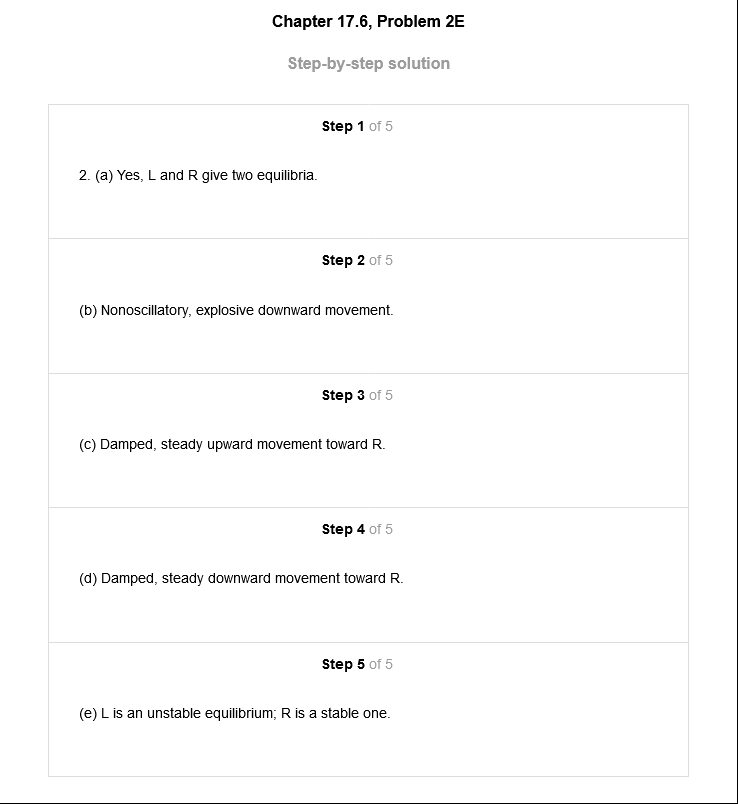 Chapter 17.6, Problem 2E
Step-by-step solution
Step 1 of 5
2. (a) Yes, L and R give two equilibria.
Step 2 of 5
(b) Nonoscillatory, explosive downward movement.
Step 3 of 5
(c) Damped, steady upward movement toward R.
Step 4 of 5
(d) Damped, steady downward movement toward R.
Step 5 of 5
(e) L is an unstable equilibrium; R is a stable one.